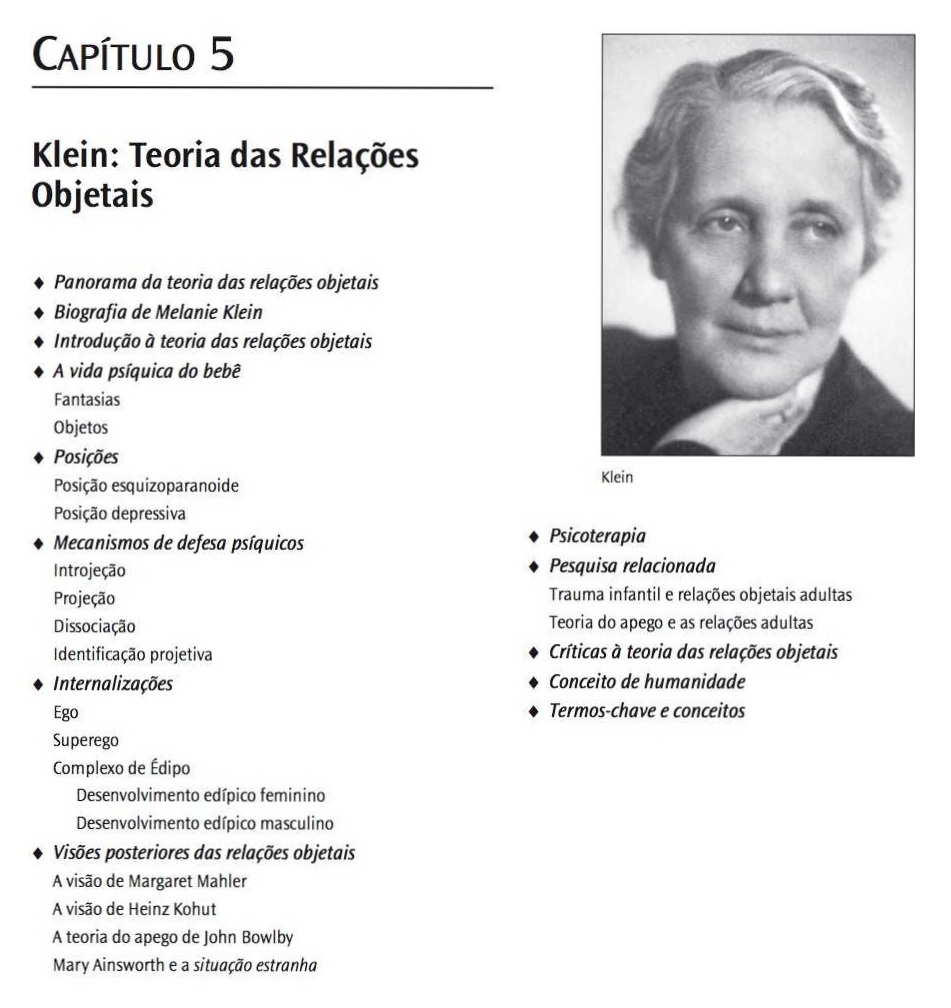 CAPÍTULO 5
Klein: Teoria das Relações
Objetais
♦ Panorama da teoria das relações objetais
♦ Biografia de Melanie Klein
♦ Introdução à teoria das relações objetais
♦ A vida psíquica do bebê
Fantasias
Objetos
♦ Posições
Posição esquizoparanoide
Posição depressiva
♦ Mecanismos de defesa psíquicos
Introjeção
Projeção
Dissociação
Identificação projetiva
♦ Internalizações
Ego
Superego
Complexo de Édipo
Desenvolvimento edípico feminino
Desenvolvimento edípico masculino
♦ Visões posteriores das relações objetais
A visão de Margaret Mahler
A visão de Heinz Kohut
A teoria do apego de John Bowlby
Mary Ainsworth e a situação estranha
Klein
♦ Psicoterapia
♦ Pesquisa relacionada
Trauma infantil e relações objetais adultas
Teoria do apego e as relações adultas
♦ Críticas à teoria das relações objetais
♦ Conceito de humanidade
♦ Termos-chave e conceitos